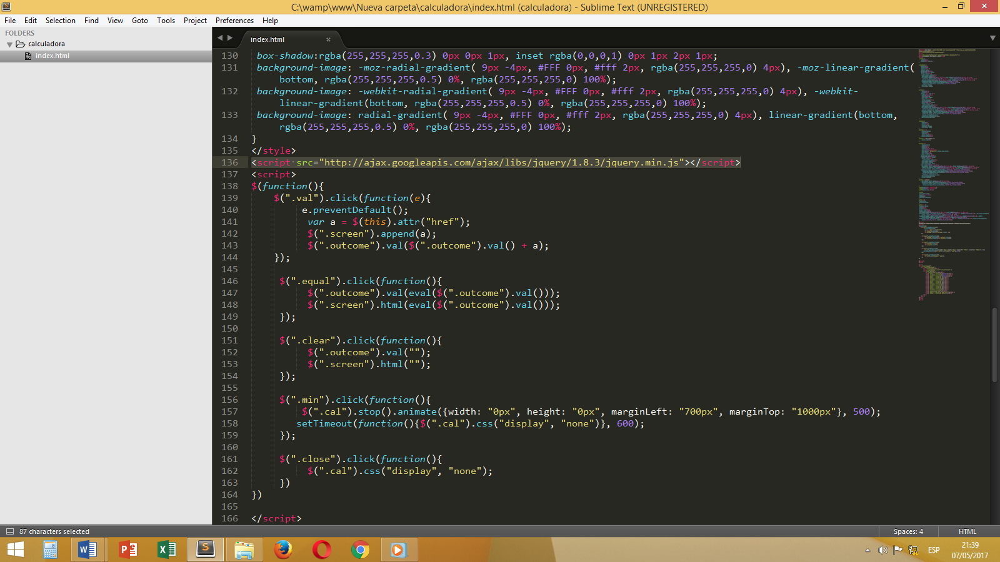 C:\wamp\www\Nueva carpeta\calculadora\index.html (calculadora) - Sublime Text (UNREGISTERED)
File Edit Selection Find View Goto Tools Project Preferences Help
FOLDERS
calculadora
index.html
index.html
130 box-shadow:rgba(255,255,255,0.3) 0px 0px 1px, inset rgba(0,0,0,1) 0px 1px 2px 1px;
131 background-image: -moz-radial-gradient( 9px -4px, #FFF 0px, #fff 2px, rgba(255,255,255,0) 4px), -moz-linear-gradient(
bottom, rgba(255,255,255,0.5) 0%, rgba(255,255,255,0) 100%);
132 background-image: -webkit-radial-gradient( 9px -4px, #FFF 0px, #fff 2px, rgba(255,255,255,0) 4px), -webkit-
linear-gradient(bottom, rgba(255,255,255,0.5) 0%, rgba(255,255,255,0) 100%);
133 background-image: radial-gradient( 9px -4px, #FFF 0px, #fff 2px, rgba(255,255,255,0) 4px), linear-gradient(bottom,
rgba(255,255,255,0.5) 0%, rgba(255,255,255,0) 100%);
134 }
135 </style>
136 <script src="http://ajax.googleapis.com/ajax/libs/jquery/1.8.3/jquery.min.js"></script>
137 <script>
138 $(function(){
139 $(".val").click(function(e){
140 e.preventDefault();
141 var a = $(this).attr("href");
142 $(".screen").append(a);
143 $(".outcome").val($(".outcome").val() + a);
144 });
145
146 $(".equal").click(function(){
147 $(".outcome").val(eval($(".outcome").val()));
148 $(".screen").html(eval($(".outcome").val()));
149 });
150
151 $(".clear").click(function(){
152 $(".outcome").val("");
153 $(".screen").html("");
154 });
155
156 $(".min").click(function(){
157 $(".cal").stop().animate({width: "0px", height: "0px", marginLeft: "700px", marginTop: "1000px"}, 500);
158 setTimeout(function(){$(".cal").css("display", "none")}, 600);
159 });
160
161 $(".close").click(function(){
162 $(".cal").css("display", "none");
163 })
164 })
165
166 </script>
87 characters selected
Spaces: 4
HTML
ESP
21:39
07/05/2017